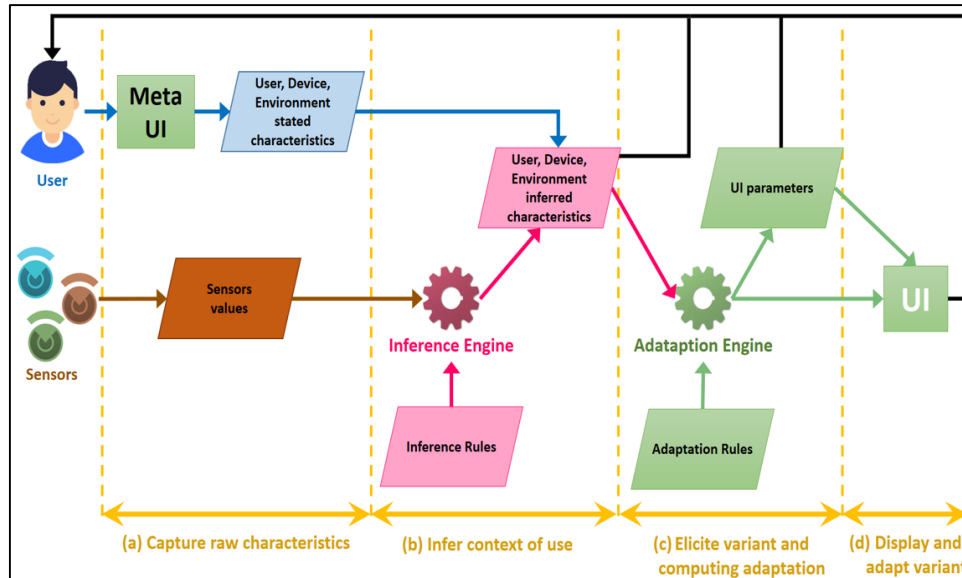 Meta
UI
User, Device,
Environment
stated
characteristics
User
User, Device,
Environment
inferred
characteristics
UI parameters
Sensors
values
Inference Engine
Adataption Engine
UI
Sensors
Inference Rules
Adaptation Rules
(a) Capture raw characteristics
(b) Infer context of use
(c) Elicite variant and
computing adaptation
(d) Display and
adapt variant